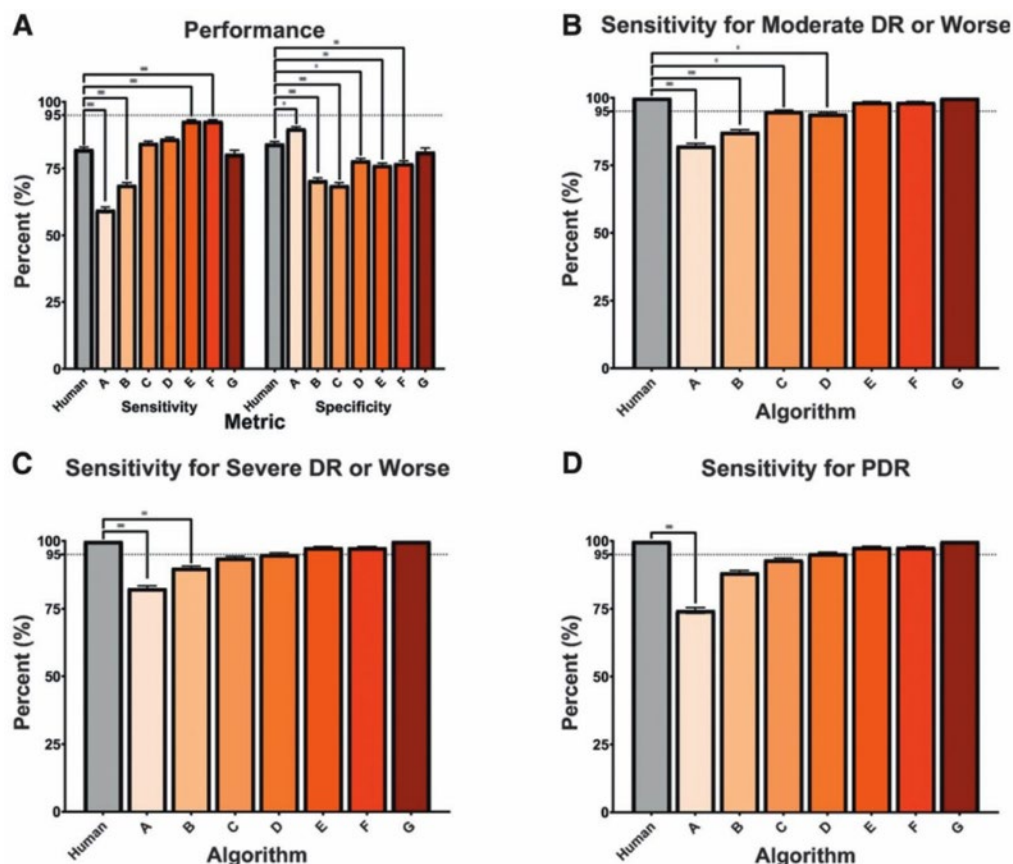 A
Performance
Percent (%)
100
95
75
50
25
0
Human
A
B
C
D
E
F
G
Human
A
B
C
D
E
F
G
Sensitivity
Specificity
Metric
B
Sensitivity for Moderate DR or Worse
Percent (%)
100
95
75
50
25
0
Human
A
B
C
D
E
F
G
Algorithm
C
Sensitivity for Severe DR or Worse
Percent (%)
100
95
75
50
25
0
Human
A
B
C
D
E
F
G
Algorithm
D
Sensitivity for PDR
Percent (%)
100
95
75
50
25
0
Human
A
B
C
D
E
F
G
Algorithm